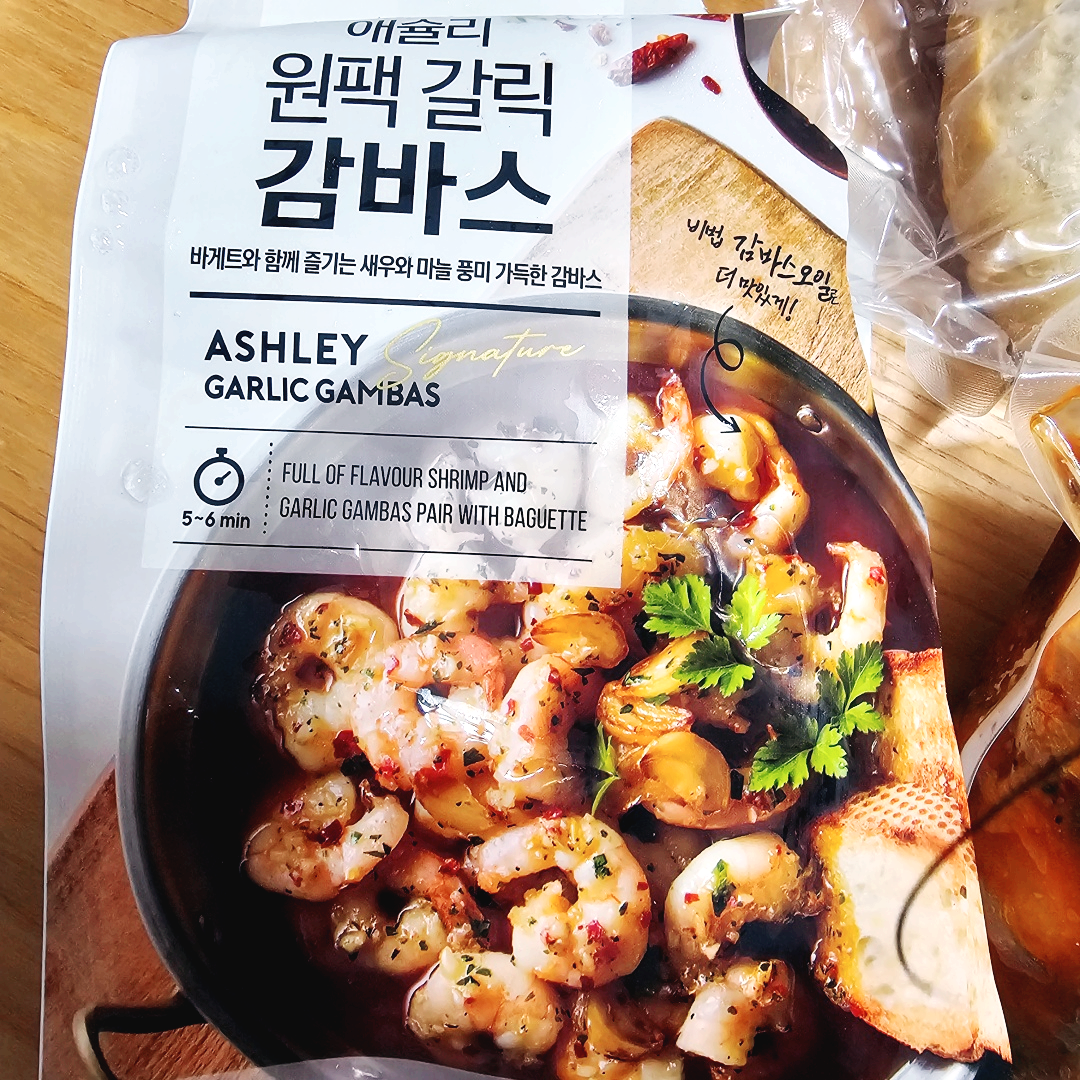 애슐리
원팩 갈릭
감바스
바게트와 함께 즐기는 새우와 마늘 풍미 가득한 감바스
ASHLEY Signature
GARLIC GAMBAS
5~6 min
FULL OF FLAVOUR SHRIMP AND
GARLIC GAMBAS PAIR WITH BAGUETTE
비법 감바스오일로
더 맛있게!